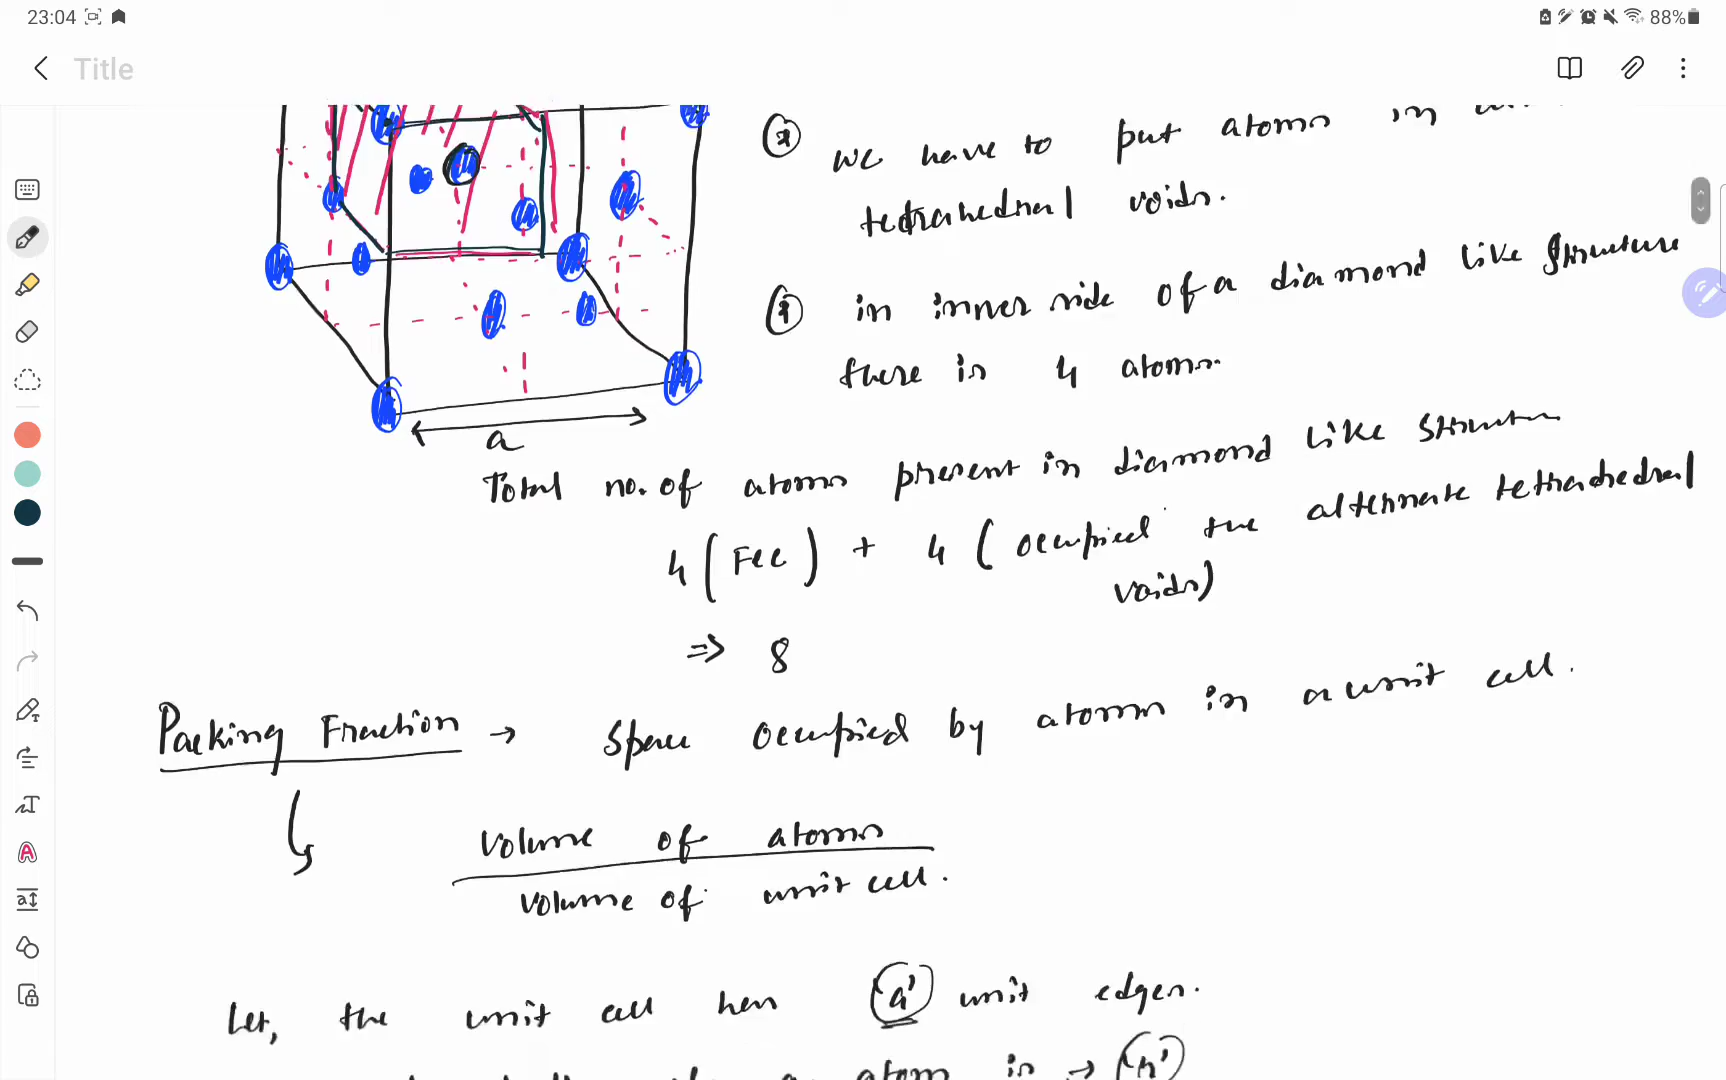 23:04
88%
Title
we have to put atoms in
tetrahedral voids.
in inner side of a diamond like structure
there is 4 atoms.
a
Total no. of atoms present in diamond like structure
4 (FCC) + 4 (occupied the alternate tetrahedral
voids)
=> 8
Packing Fraction → space occupied by atoms in a unit cell.
volume of atoms
volume of unit cell.
Let, the unit cell has a' unit edges.
atom is →